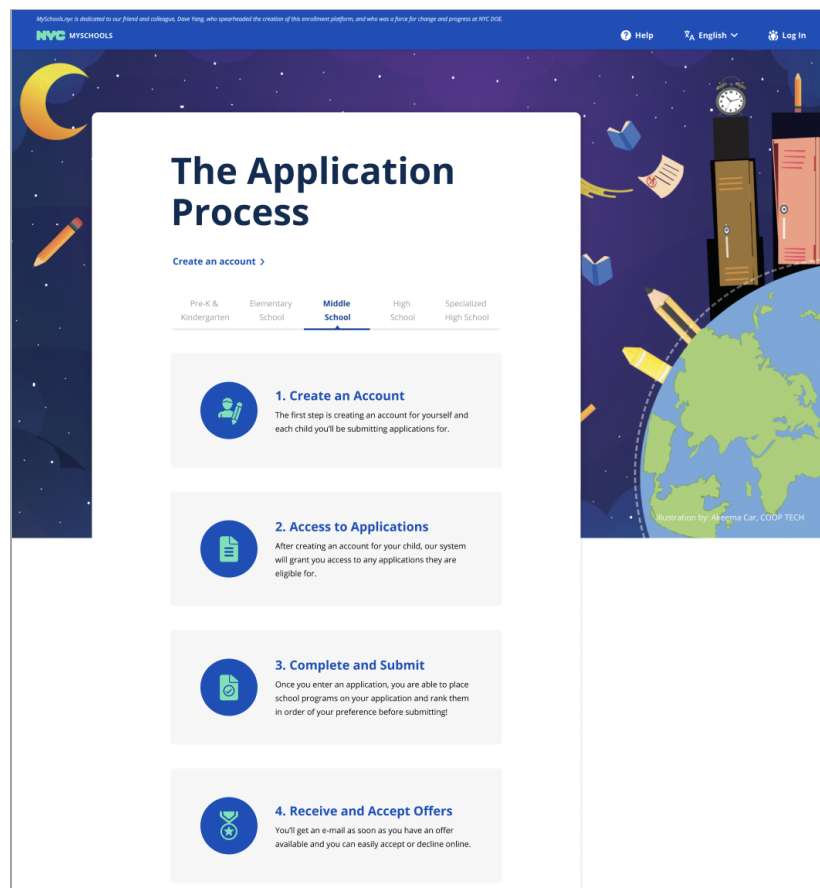 MySchools.nyc is dedicated to our friend and colleague, Dave Yang, who spearheaded the creation of this enrollment platform, and who was a force for change and progress at NYC DOE.
NYC MYSCHOOLS
Help
English
Log In
The Application
Process
Create an account
Pre-K &
Kindergarten
Elementary
School
Middle
School
High
School
Specialized
High School
1. Create an Account
The first step is creating an account for yourself and
each child you'll be submitting applications for.
2. Access to Applications
After creating an account for your child, our system
will grant you access to any applications they are
eligible for.
3. Complete and Submit
Once you enter an application, you are able to place
school programs on your application and rank them
in order of your preference before submitting!
4. Receive and Accept Offers
You'll get an e-mail as soon as you have an offer
available and you can easily accept or decline online.
Illustration by: Akeema Car, COOP TECH